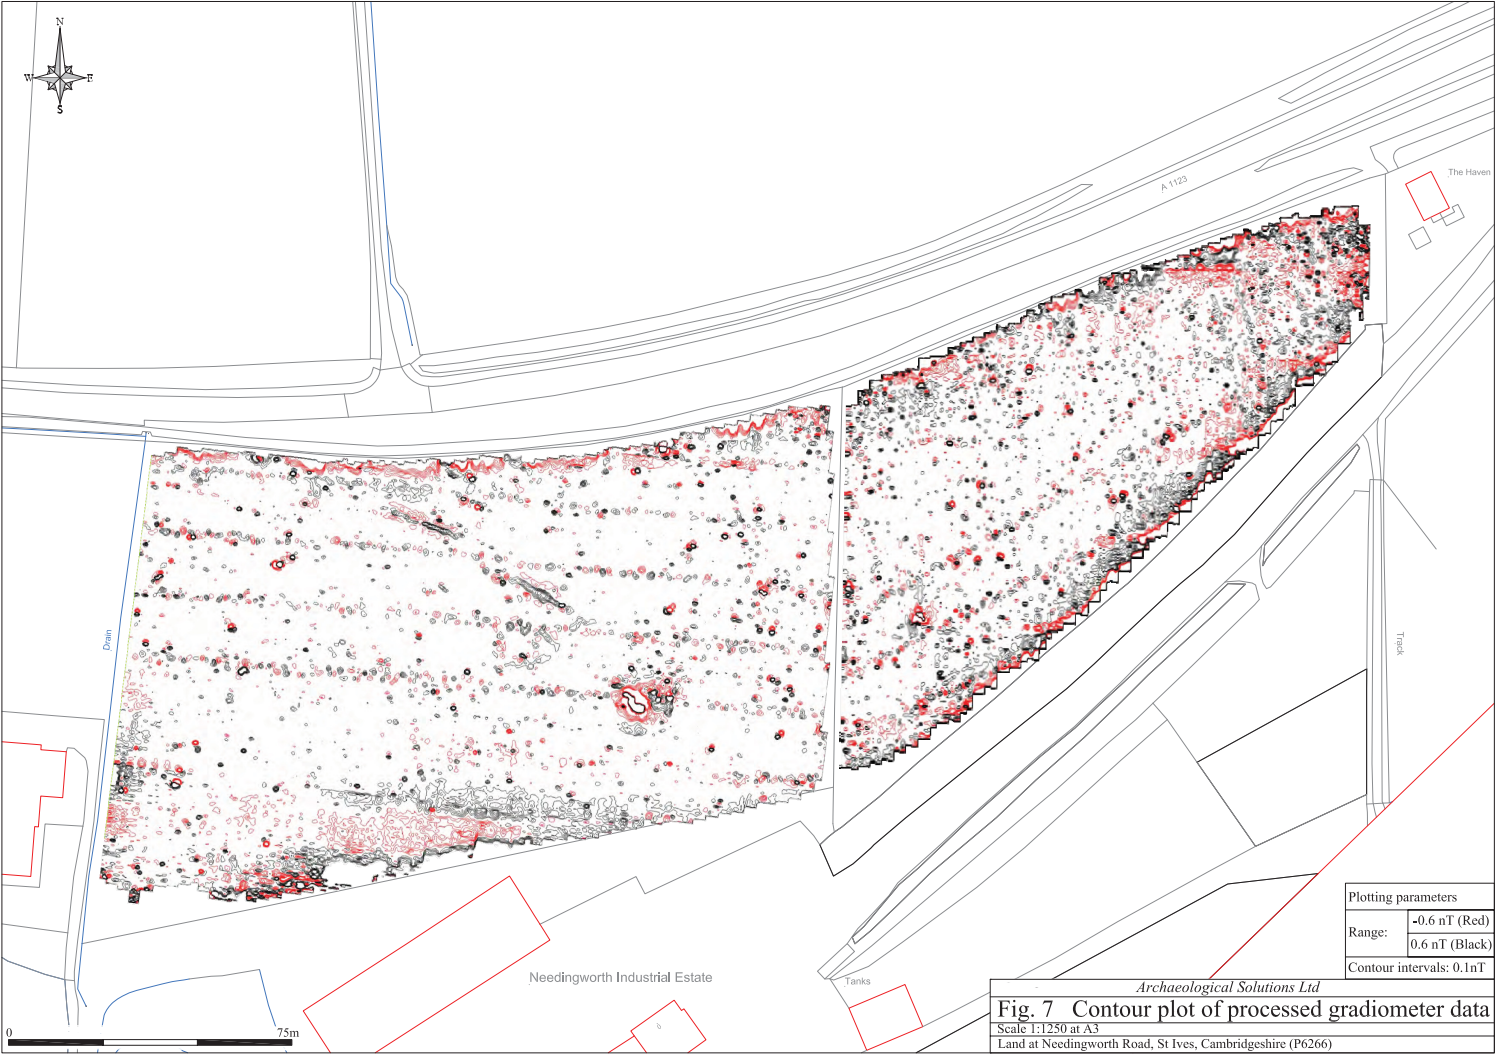 N
W E
S
A 1123
The Haven
Drain
Track
Needingworth Industrial Estate
Tanks
0 75m
Plotting parameters
Range: -0.6 nT (Red)
0.6 nT (Black)
Contour intervals: 0.1nT
Archaeological Solutions Ltd
Fig. 7 Contour plot of processed gradiometer data
Scale 1:1250 at A3
Land at Needingworth Road, St Ives, Cambridgeshire (P6266)